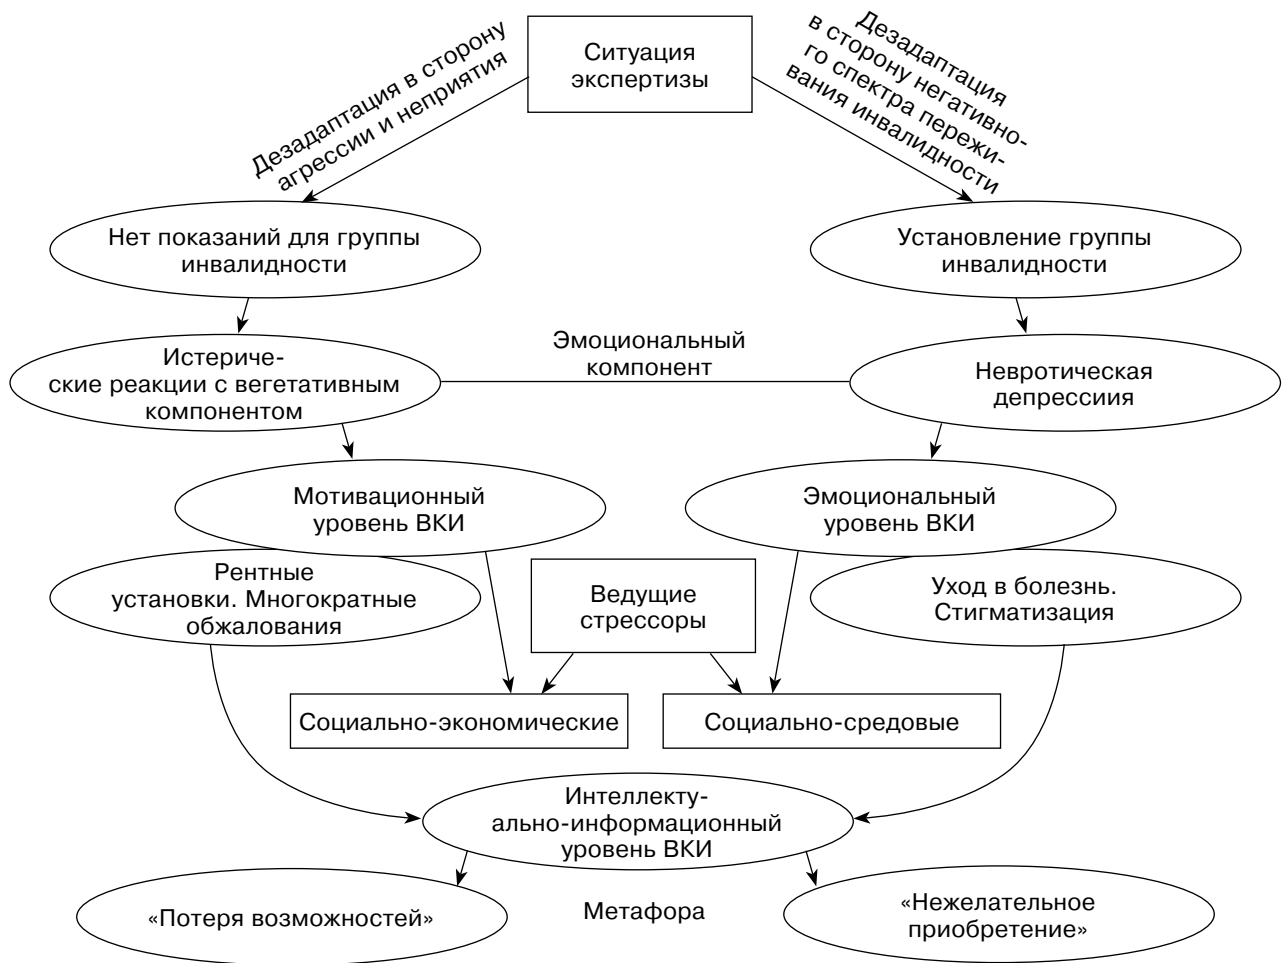 Ситуация
экспертизы
Дезадаптация в сторону
агрессии и неприятия
Дезадаптация
в сторону негативно-
го спектра пережи-
вания инвалидности
Нет показаний для группы
инвалидности
Установление группы
инвалидности
Истериче-
ские реакции с вегетативным
компонентом
Эмоциональный
компонент
Невротическая
депрессиия
Мотивационный
уровень ВКИ
Эмоциональный
уровень ВКИ
Рентные
установки. Многократные
обжалования
Ведущие
стрессоры
Уход в болезнь.
Стигматизация
Социально-экономические
Социально-средовые
Интеллекту-
ально-информационный
уровень ВКИ
«Потеря возможностей»
Метафора
«Нежелательное
приобретение»